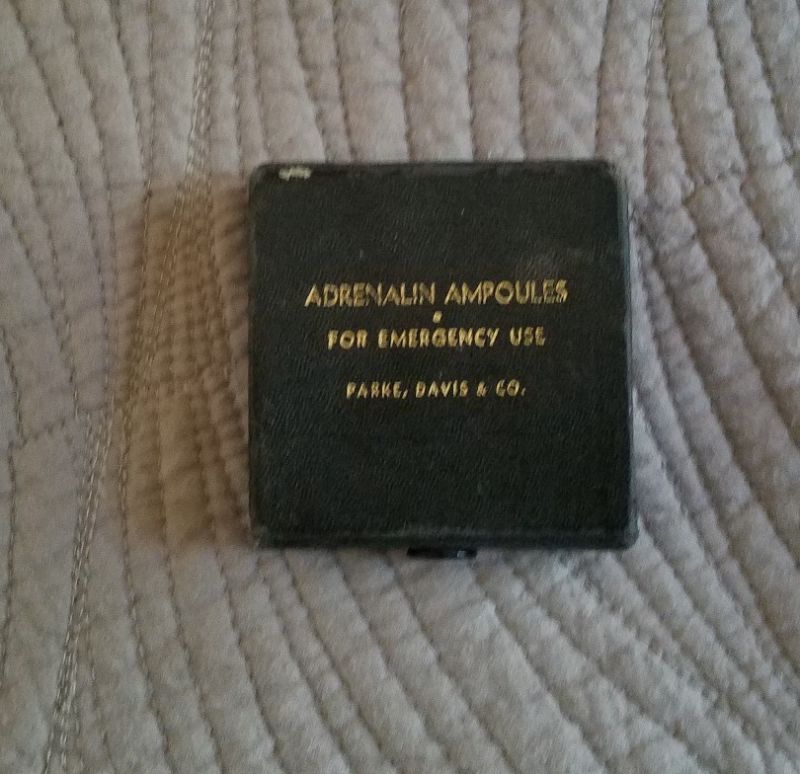 ADRENALIN AMPOULES
FOR EMERGENCY USE
PARKE, DAVIS & CO.